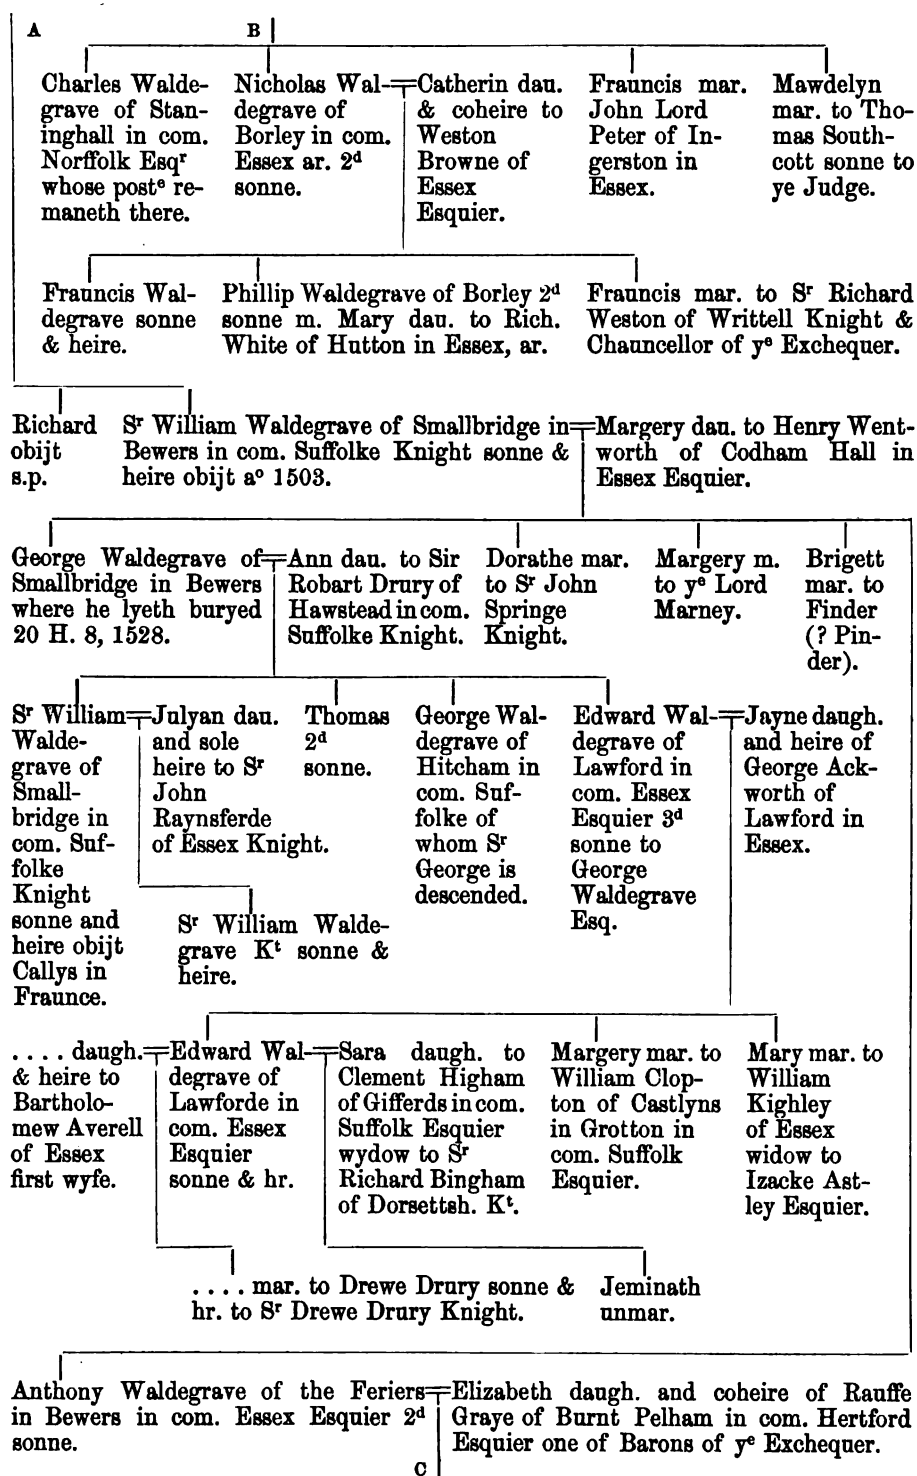 A
B
Charles Walde-
grave of Stan-
inghall in com.
Norffolk Esqr
whose poste re-
maneth there.
Nicholas Wal-
degrave of
Borley in com.
Essex ar. 2d
sonne.
Catherin dau.
& coheire to
Weston
Browne of
Essex
Esquier.
Frauncis mar.
John Lord
Peter of In-
gerston in
Essex.
Mawdelyn
mar. to Tho-
mas South-
cott sonne to
ye Judge.
Frauncis Wal-
degrave sonne
& heire.
Phillip Waldegrave of Borley 2d
sonne m. Mary dau. to Rich.
White of Hutton in Essex, ar.
Frauncis mar. to Sr Richard
Weston of Writtell Knight &
Chauncellor of ye Exchequer.
Richard
obijt
s.p.
Sr William Waldegrave of Smallbridge in
Bewers in com. Suffolke Knight sonne &
heire obijt ao 1503.
Margery dau. to Henry Went-
worth of Codham Hall in
Essex Esquier.
George Waldegrave of
Smallbridge in Bewers
where he lyeth buryed
20 H. 8, 1528.
Ann dau. to Sir
Robart Drury of
Hawstead in com.
Suffolke Knight.
Dorathe mar.
to Sr John
Springe
Knight.
Margery m.
to ye Lord
Marney.
Brigett
mar. to
Finder
(? Pin-
der).
Sr William
Walde-
grave of
Small-
bridge in
com. Suf-
folke
Knight
sonne and
heire obijt
Callys in
Fraunce.
Julyan dau.
and sole
heire to Sr
John
Raynsferde
of Essex Knight.
Thomas
2d
sonne.
George Wal-
degrave of
Hitcham in
com. Suf-
folke of
whom Sr
George is
descended.
Edward Wal-
degrave of
Lawford in
com. Essex
Esquier 3d
sonne to
George
Waldegrave
Esq.
Jayne daugh.
and heire of
George Ack-
worth of
Lawford in
Essex.
Sr William Walde-
grave Kt sonne &
heire.
. . . . daugh.
& heire to
Bartholo-
mew Averell
of Essex
first wyfe.
Edward Wal-
degrave of
Lawforde in
com. Essex
Esquier
sonne & hr.
Sara daugh. to
Clement Higham
of Gifferds in com.
Suffolk Esquier
wydow to Sr
Richard Bingham
of Dorsettsh. Kt.
Margery mar. to
William Clop-
ton of Castlyns
in Grotton in
com. Suffolk
Esquier.
Mary mar. to
William
Kighley
of Essex
widow to
Izacke Ast-
ley Esquier.
. . . . mar. to Drewe Drury sonne &
hr. to Sr Drewe Drury Knight.
Jeminath
unmar.
Anthony Waldegrave of the Feriers
in Bewers in com. Essex Esquier 2d
sonne.
Elizabeth daugh. and coheire of Rauffe
Graye of Burnt Pelham in com. Hertford
Esquier one of Barons of ye Exchequer.
C